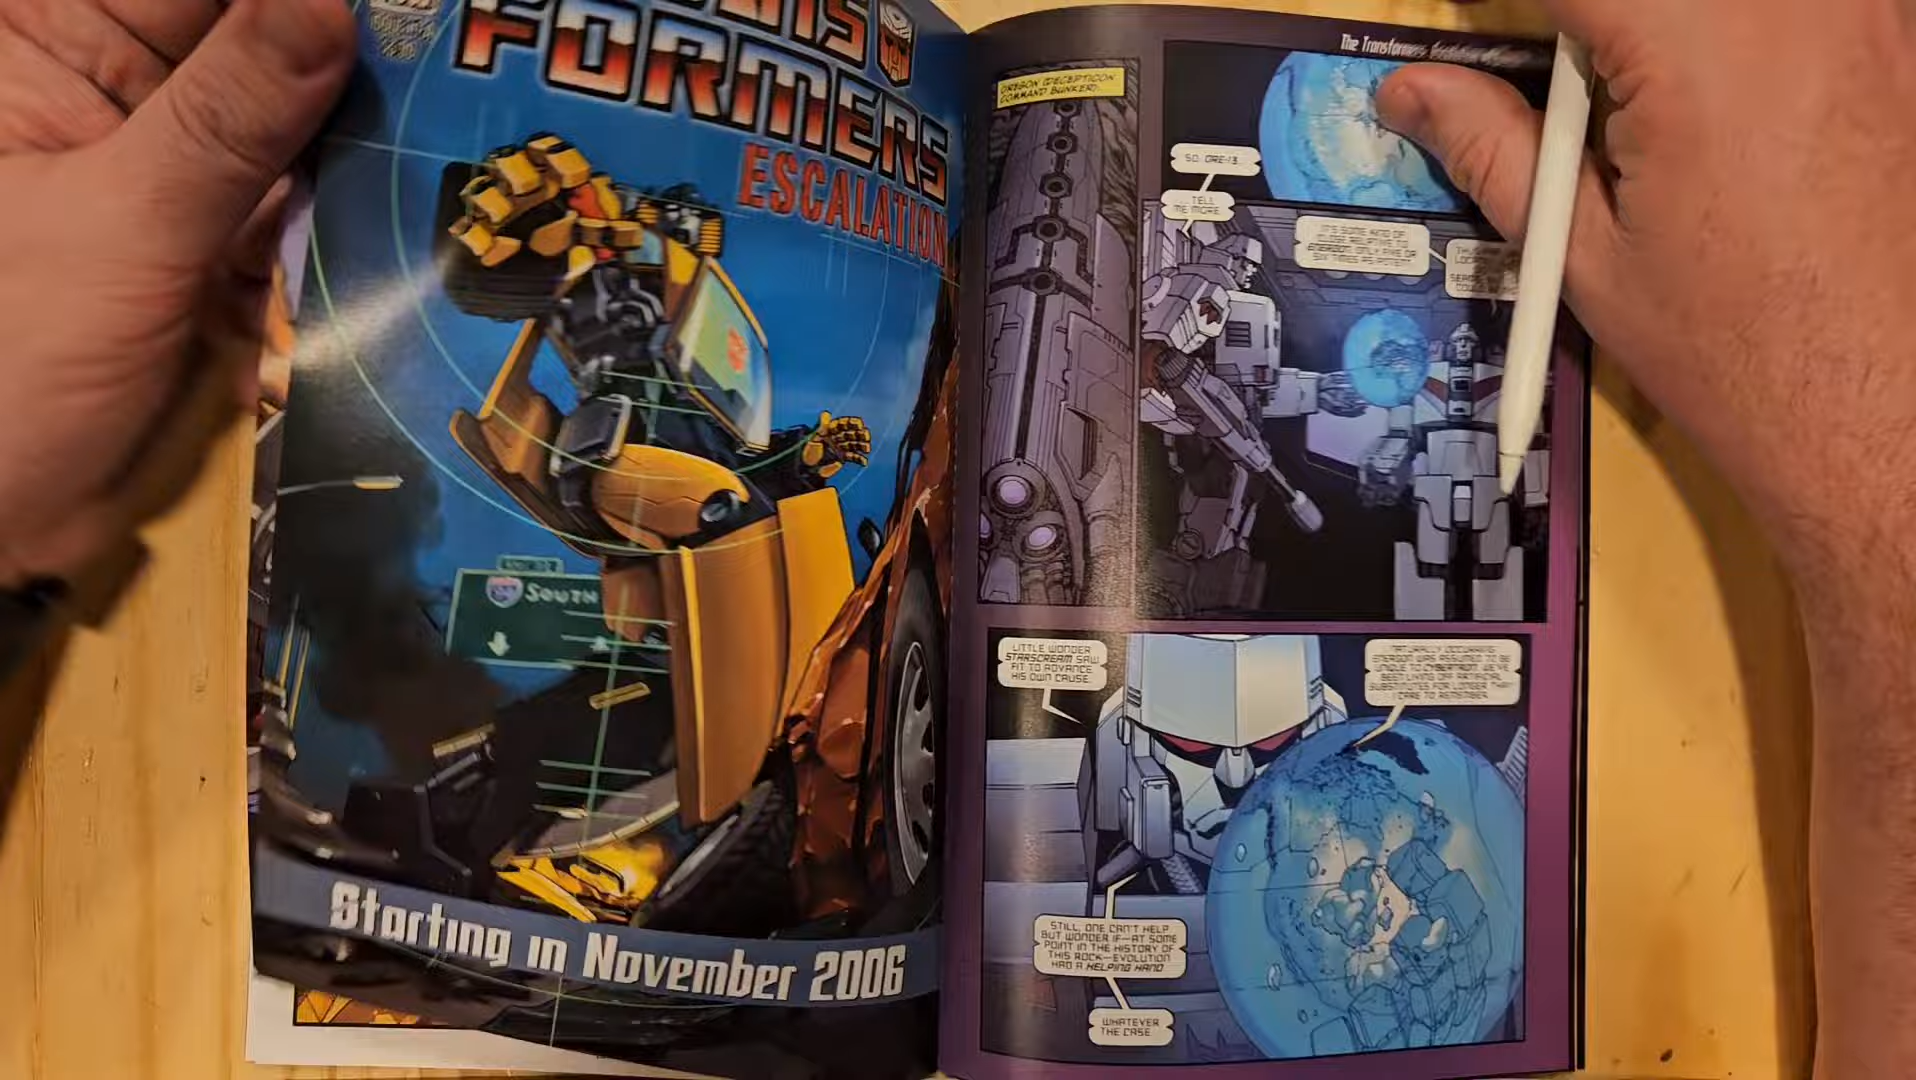 FORMERS
ESCALATION
SOUTH
Starting in November 2006
The Transformers:
OREGON (DECEPTICON
COMMAND BUNKER).
SO, ORE-13...
...TELL
ME MORE.
IT'S SOME KIND OF
CLOSE RELATIVE TO
ENERGON, ONLY FIVE OR
SIX TIMES AS POTENT.
LITTLE WONDER
STARSCREAM SAW
FIT TO ADVANCE
HIS OWN CAUSE.
NATURALLY OCCURRING
ENERGON WAS ASSUMED TO BE
UNIQUE TO CYBERTRON. WE'VE
BEEN LIVING OFF ARTIFICIAL
SUBSTITUTES FOR LONGER THAN
I CARE TO REMEMBER.
STILL, ONE CAN'T HELP
BUT WONDER IF—AT SOME
POINT IN THE HISTORY OF
THIS ROCK—EVOLUTION
HAD A HELPING HAND.
WHATEVER
THE CASE...